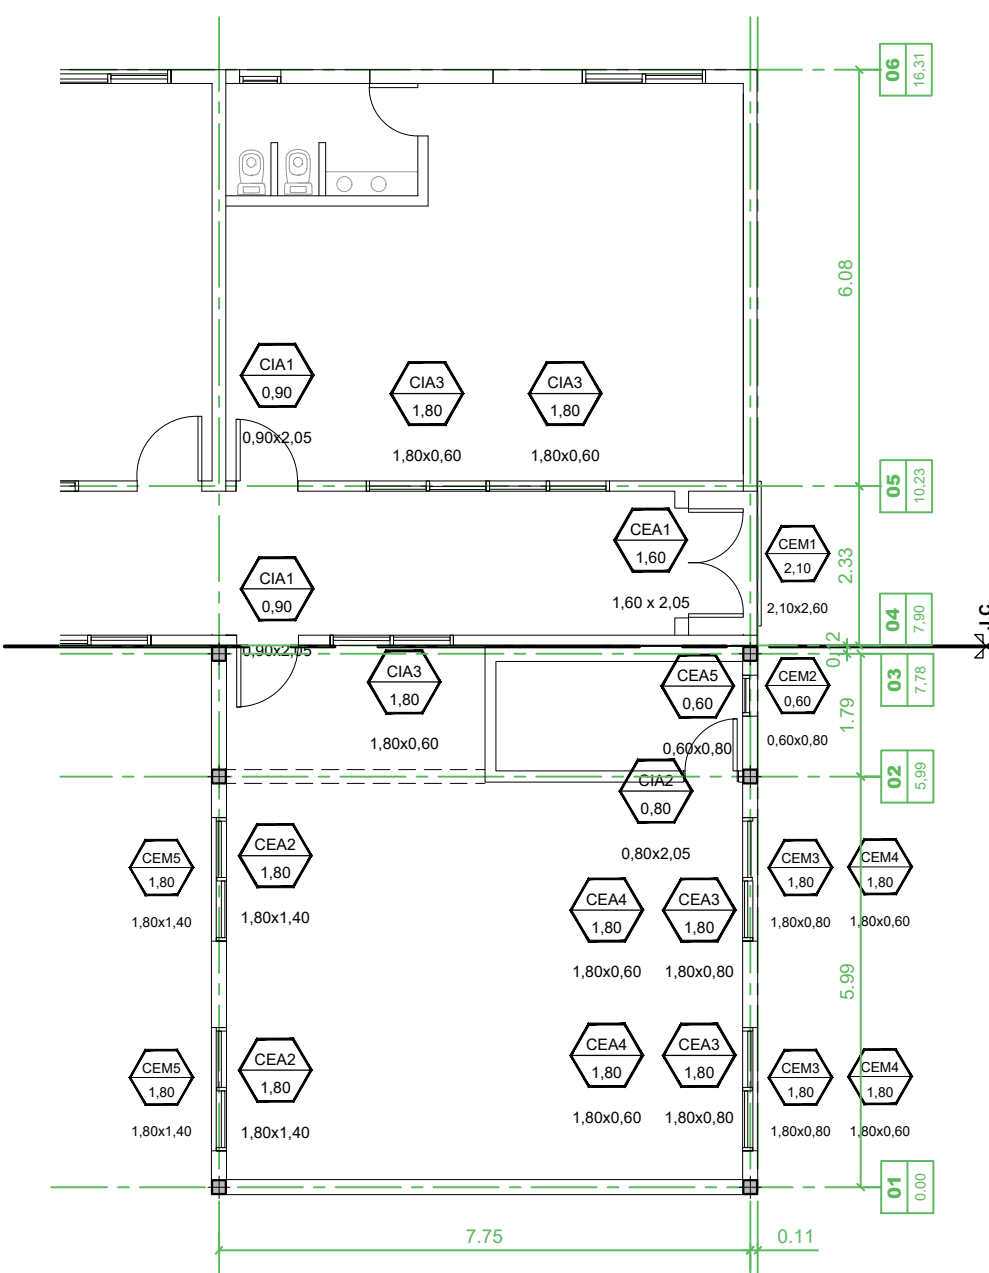 06
16,31
6.08
CIA1
0,90
0,90x2,05
CIA3
1,80
1,80x0,60
CIA3
1,80
1,80x0,60
05
10,23
CEA1
1,60
1,60 x 2,05
CEM1
2,10
2,10x2,60
2.33
CIA1
0,90
0,90x2,05
04
7,90
J.C.
0,12
CIA3
1,80
1,80x0,60
CEA5
0,60
0,60x0,80
CEM2
0,60
0,60x0,80
03
7,78
1.79
02
5,99
CIA2
0,80
0,80x2,05
CEM5
1,80
1,80x1,40
CEA2
1,80
1,80x1,40
CEA4
1,80
1,80x0,60
CEA3
1,80
1,80x0,80
CEM3
1,80
1,80x0,80
CEM4
1,80
1,80x0,60
5.99
CEM5
1,80
1,80x1,40
CEA2
1,80
1,80x1,40
CEA4
1,80
1,80x0,60
CEA3
1,80
1,80x0,80
CEM3
1,80
1,80x0,80
CEM4
1,80
1,80x0,60
01
0.00
7.75
0.11